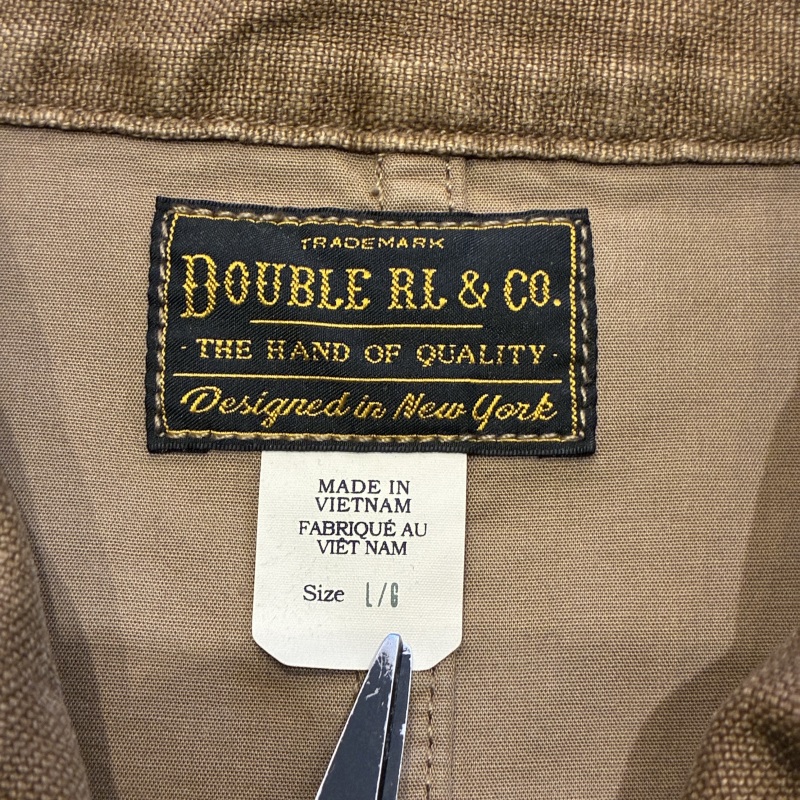 TRADEMARK
DOUBLE RL & CO.
· THE HAND OF QUALITY ·
Designed in New York
MADE IN
VIETNAM
FABRIQUÉ AU
VIÊT NAM
Size L/G